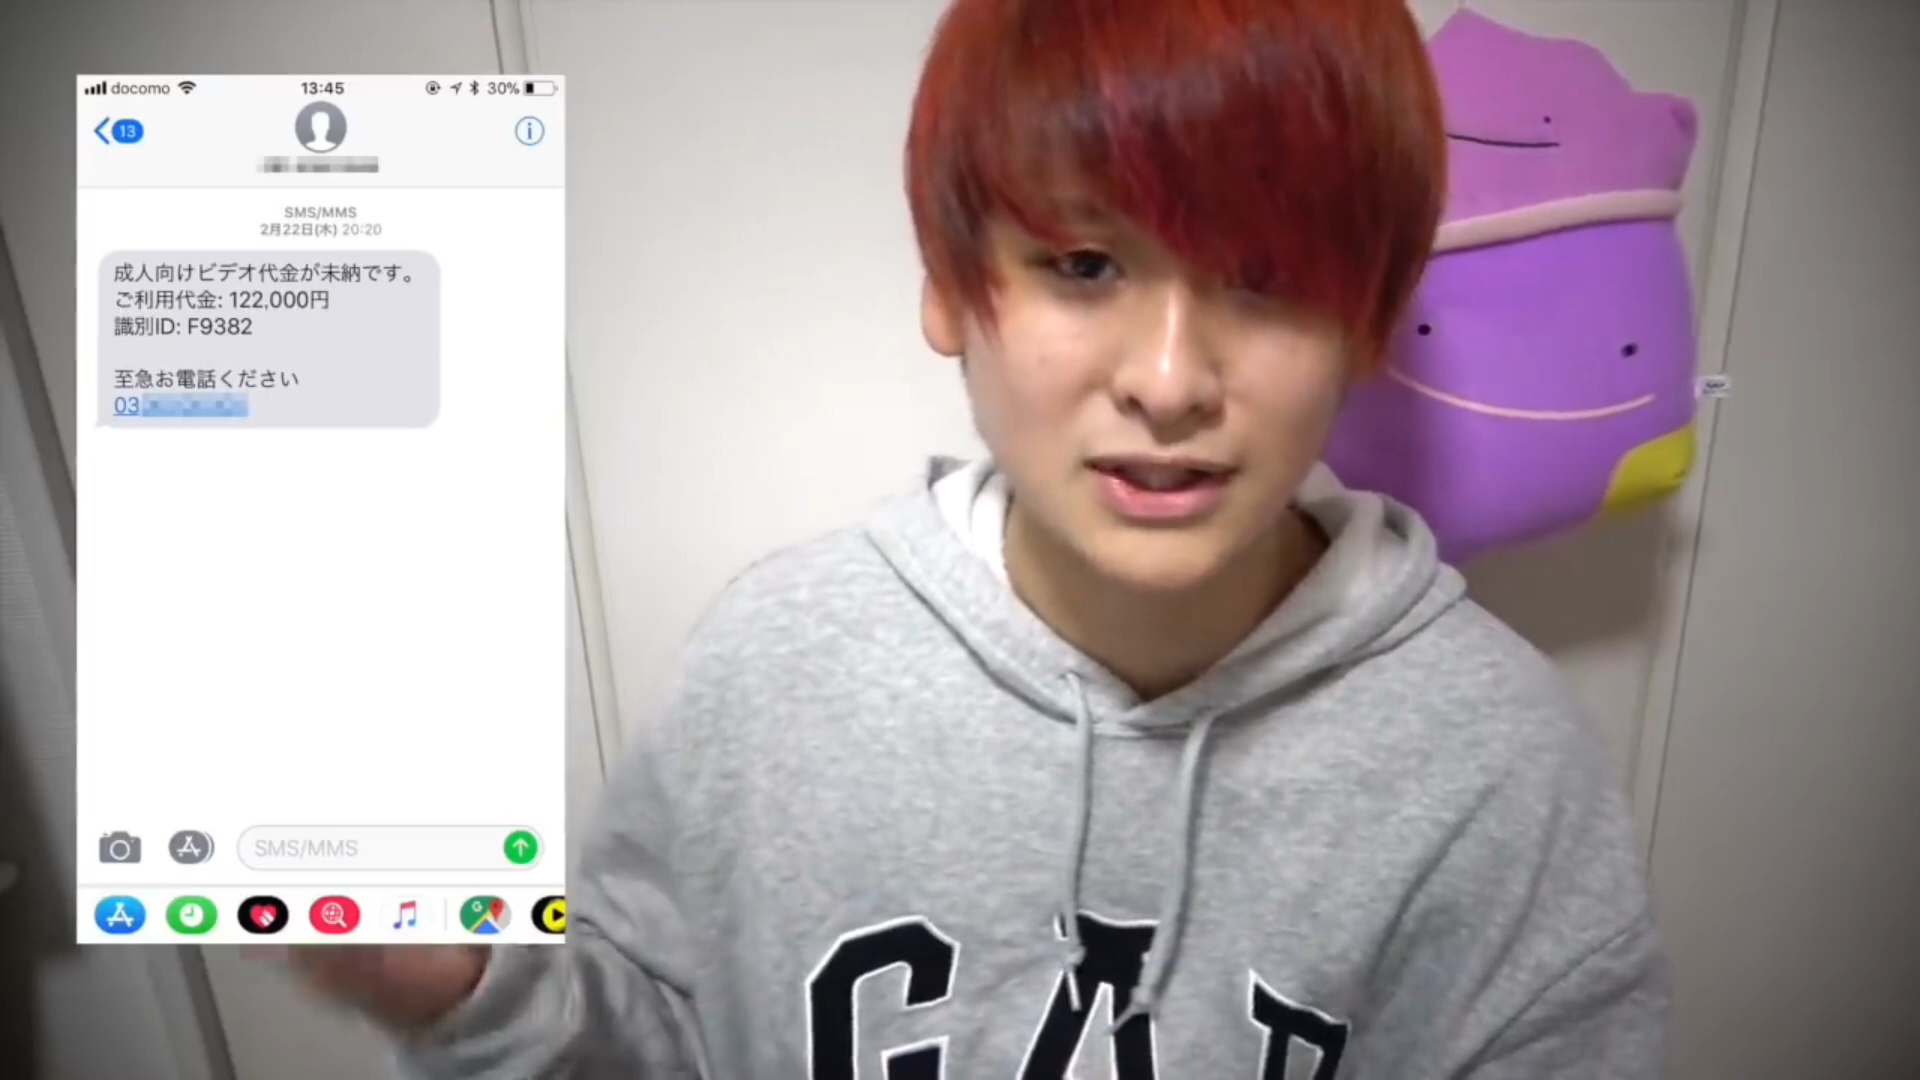 docomo
13:45
30%
13
SMS/MMS
2月22日(木) 20:20
成人向けビデオ代金が未納です。
ご利用代金: 122,000円
識別ID: F9382
至急お電話ください
03
SMS/MMS
GAP